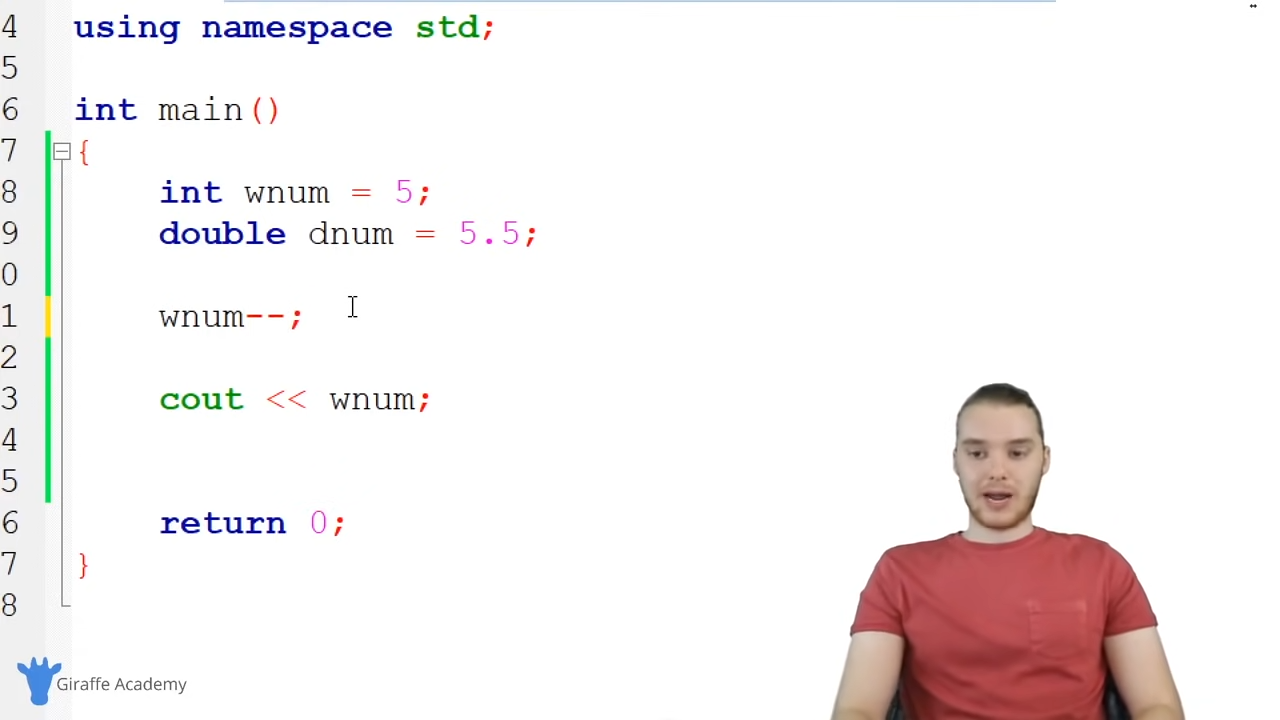 4 using namespace std;
5
6 int main()
7 {
8 int wnum = 5;
9 double dnum = 5.5;
0
1 wnum--;
2
3 cout << wnum;
4
5
6 return 0;
7 }
8
Giraffe Academy